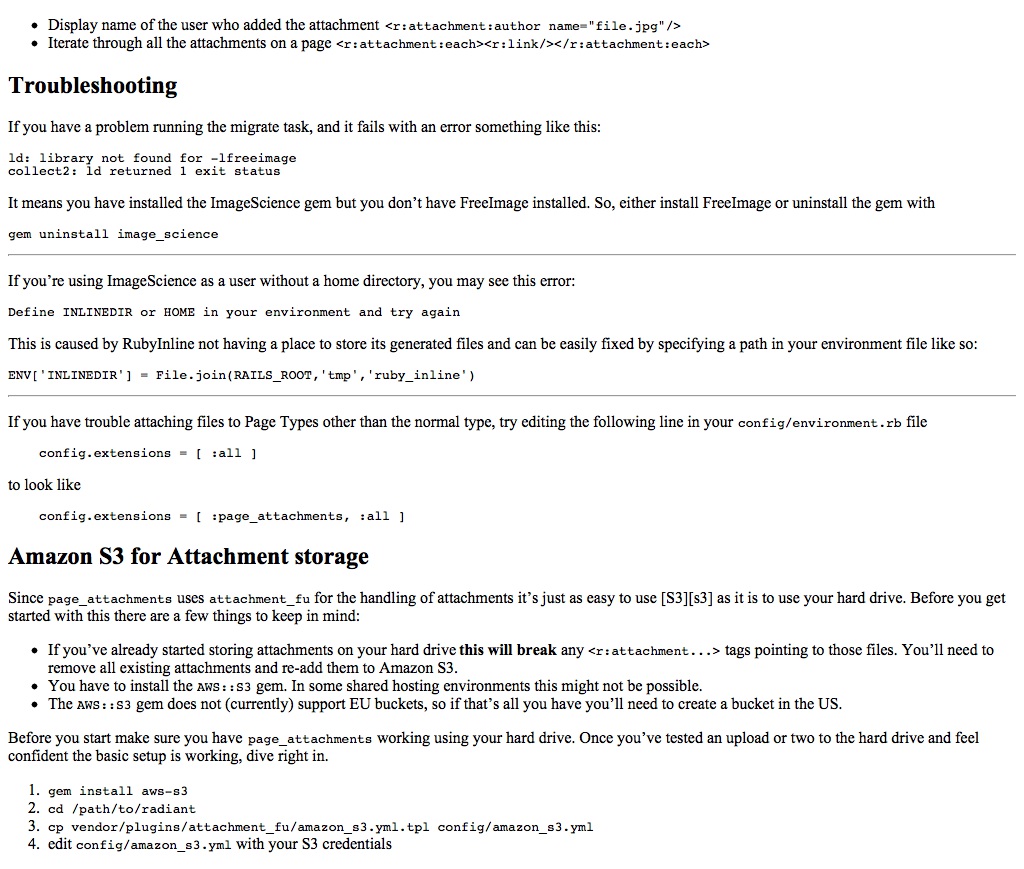 • Display name of the user who added the attachment <r:attachment:author name="file.jpg"/>
• Iterate through all the attachments on a page <r:attachment:each><r:link/></r:attachment:each>
Troubleshooting
If you have a problem running the migrate task, and it fails with an error something like this:
ld: library not found for -lfreeimage
collect2: ld returned 1 exit status
It means you have installed the ImageScience gem but you don’t have FreeImage installed. So, either install FreeImage or uninstall the gem with
gem uninstall image_science
If you’re using ImageScience as a user without a home directory, you may see this error:
Define INLINEDIR or HOME in your environment and try again
This is caused by RubyInline not having a place to store its generated files and can be easily fixed by specifying a path in your environment file like so:
ENV['INLINEDIR'] = File.join(RAILS_ROOT,'tmp','ruby_inline')
If you have trouble attaching files to Page Types other than the normal type, try editing the following line in your config/environment.rb file
config.extensions = [ :all ]
to look like
config.extensions = [ :page_attachments, :all ]
Amazon S3 for Attachment storage
Since page_attachments uses attachment_fu for the handling of attachments it’s just as easy to use [S3][s3] as it is to use your hard drive. Before you get
started with this there are a few things to keep in mind:
• If you’ve already started storing attachments on your hard drive this will break any <r:attachment...> tags pointing to those files. You’ll need to
remove all existing attachments and re-add them to Amazon S3.
• You have to install the AWS::S3 gem. In some shared hosting environments this might not be possible.
• The AWS::S3 gem does not (currently) support EU buckets, so if that’s all you have you’ll need to create a bucket in the US.
Before you start make sure you have page_attachments working using your hard drive. Once you’ve tested an upload or two to the hard drive and feel
confident the basic setup is working, dive right in.
1. gem install aws-s3
2. cd /path/to/radiant
3. cp vendor/plugins/attachment_fu/amazon_s3.yml.tpl config/amazon_s3.yml
4. edit config/amazon_s3.yml with your S3 credentials